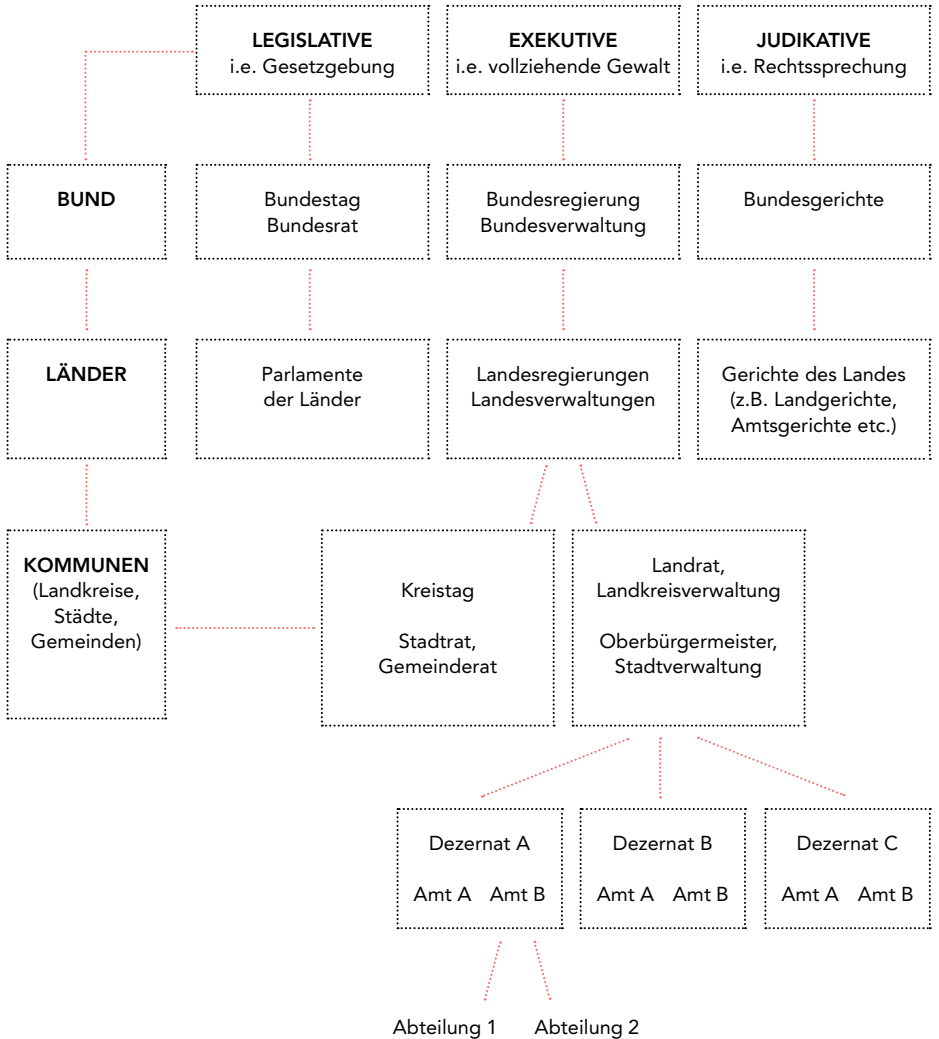 LEGISLATIVE
i.e. Gesetzgebung
EXEKUTIVE
i.e. vollziehende Gewalt
JUDIKATIVE
i.e. Rechtssprechung
BUND
Bundestag
Bundesrat
Bundesregierung
Bundesverwaltung
Bundesgerichte
LÄNDER
Parlamente
der Länder
Landesregierungen
Landesverwaltungen
Gerichte des Landes
(z.B. Landgerichte,
Amtsgerichte etc.)
KOMMUNEN
(Landkreise,
Städte,
Gemeinden)
Kreistag
Stadtrat,
Gemeinderat
Landrat,
Landkreisverwaltung
Oberbürgermeister,
Stadtverwaltung
Dezernat A
Amt A Amt B
Dezernat B
Amt A Amt B
Dezernat C
Amt A Amt B
Abteilung 1
Abteilung 2